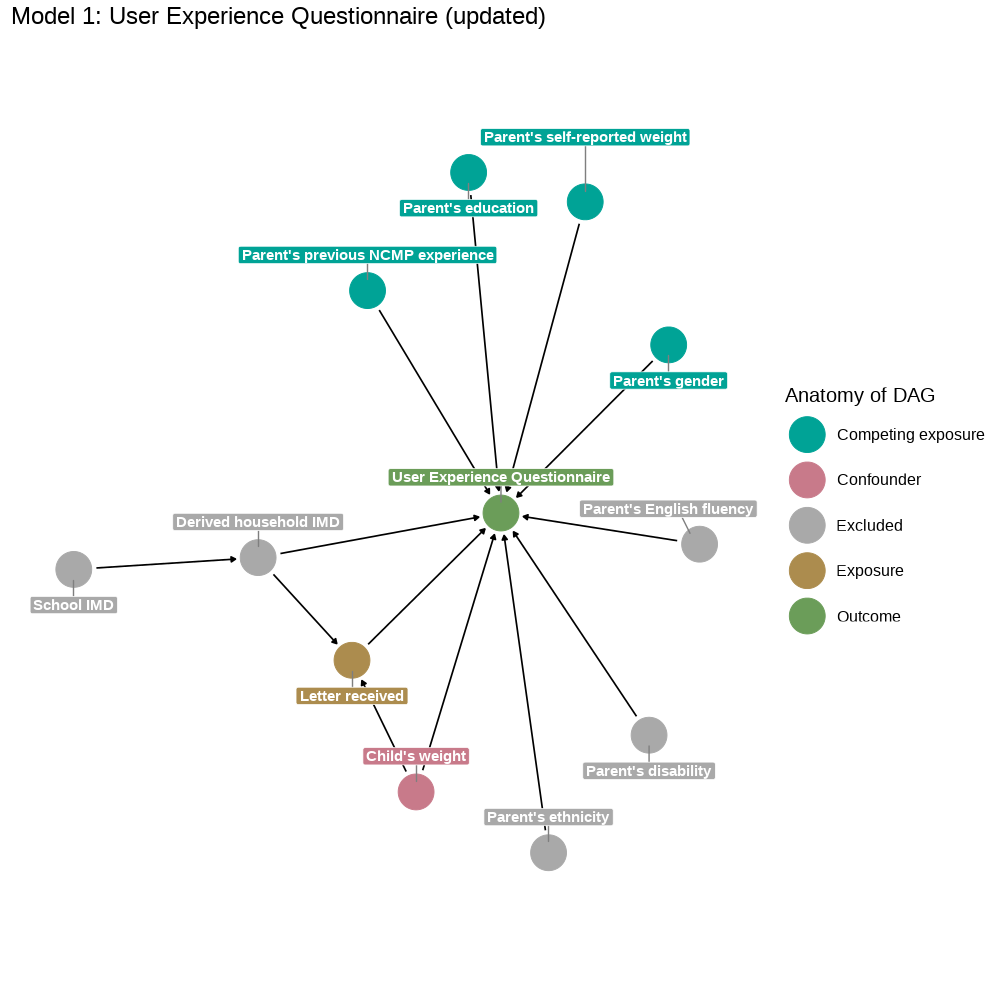 Model 1: User Experience Questionnaire (updated)
Parent's self-reported weight
Parent's education
Parent's previous NCMP experience
Parent's gender
User Experience Questionnaire
Parent's English fluency
Derived household IMD
School IMD
Letter received
Child's weight
Parent's disability
Parent's ethnicity
Anatomy of DAG
Competing exposure
Confounder
Excluded
Exposure
Outcome